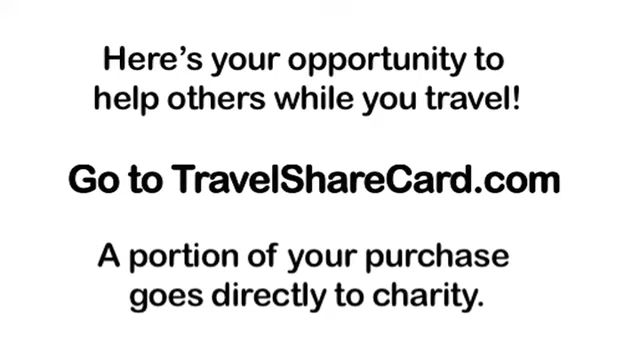 Here's your opportunity to
help others while you travel!
Go to TravelShareCard.com
A portion of your purchase
goes directly to charity.